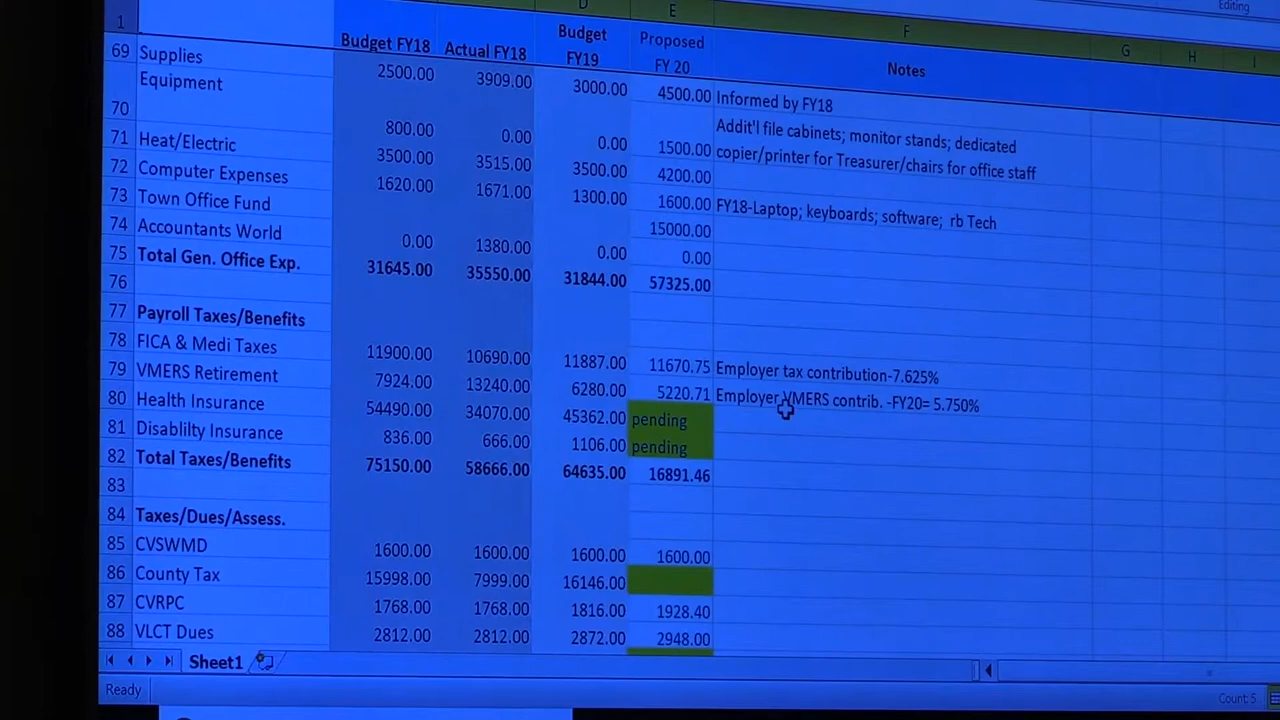 Editing
D E F G H I
1 Budget FY18 Actual FY18 Budget FY19 Proposed FY 20 Notes
69 Supplies 2500.00 3909.00 3000.00 4500.00 Informed by FY18
70 Equipment 800.00 0.00 0.00 1500.00 Addit'l file cabinets; monitor stands; dedicated
copier/printer for Treasurer/chairs for office staff
71 Heat/Electric 3500.00 3515.00 3500.00 4200.00
72 Computer Expenses 1620.00 1671.00 1300.00 1600.00 FY18-Laptop; keyboards; software; rb Tech
73 Town Office Fund 15000.00
74 Accountants World 0.00 1380.00 0.00 0.00
75 Total Gen. Office Exp. 31645.00 35550.00 31844.00 57325.00
76
77 Payroll Taxes/Benefits
78 FICA & Medi Taxes 11900.00 10690.00 11887.00 11670.75 Employer tax contribution-7.625%
79 VMERS Retirement 7924.00 13240.00 6280.00 5220.71 Employer VMERS contrib. -FY20= 5.750%
80 Health Insurance 54490.00 34070.00 45362.00 pending
81 Disablilty Insurance 836.00 666.00 1106.00 pending
82 Total Taxes/Benefits 75150.00 58666.00 64635.00 16891.46
83
84 Taxes/Dues/Assess.
85 CVSWMD 1600.00 1600.00 1600.00 1600.00
86 County Tax 15998.00 7999.00 16146.00
87 CVRPC 1768.00 1768.00 1816.00 1928.40
88 VLCT Dues 2812.00 2812.00 2872.00 2948.00
Sheet1
Ready Count: 5